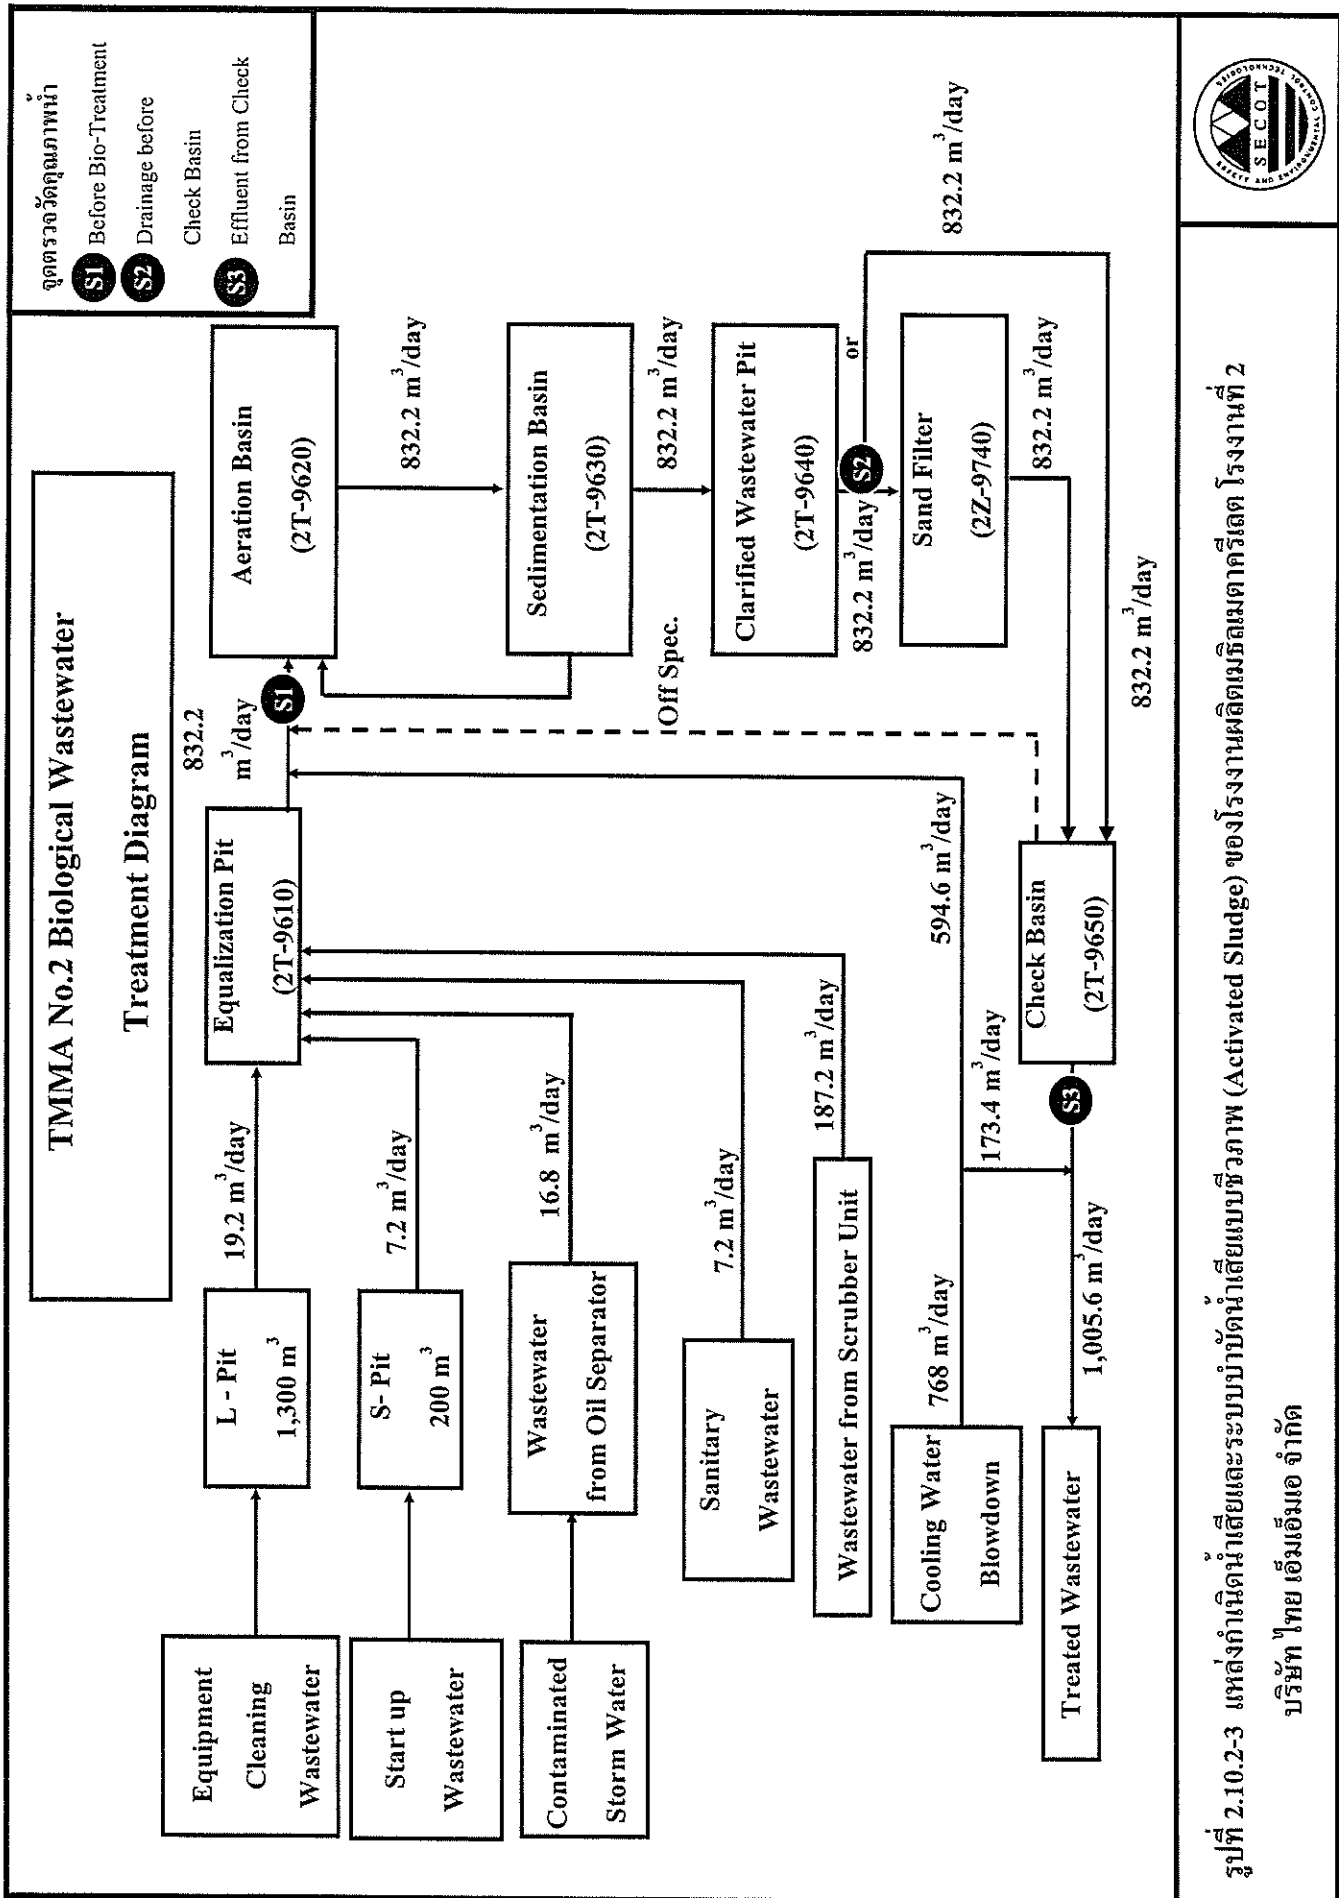 TMMA No.2 Biological Wastewater
Treatment Diagram
จุดตรวจวัดคุณภาพน้ำ
S1 Before Bio-Treatment
S2 Drainage before
Check Basin
S3 Effluent from Check
Basin
Equipment
Cleaning
Wastewater
L - Pit
1,300 m³
19.2 m³/day
Equalization Pit
(2T-9610)
832.2
m³/day
S1
Aeration Basin
(2T-9620)
832.2 m³/day
Start up
Wastewater
S- Pit
200 m³
7.2 m³/day
Sedimentation Basin
(2T-9630)
832.2 m³/day
Contaminated
Storm Water
Wastewater
from Oil Separator
16.8 m³/day
Off Spec.
Clarified Wastewater Pit
(2T-9640)
832.2 m³/day
S2
or
832.2 m³/day
Sanitary
Wastewater
7.2 m³/day
Wastewater from Scrubber Unit
187.2 m³/day
Sand Filter
(2Z-9740)
832.2 m³/day
Cooling Water
Blowdown
768 m³/day
594.6 m³/day
173.4 m³/day
Check Basin
(2T-9650)
832.2 m³/day
S3
Treated Wastewater
1,005.6 m³/day
รูปที่ 2.10.2-3 แหล่งกำเนิดน้ำเสียและระบบบำบัดน้ำเสียแบบชีวภาพ (Activated Sludge) ของโรงงานผลิตเมธิลเมตาคริเลต โรงงานที่ 2
บริษัท ไทย เอ็มเอ็มเอ จำกัด
SECOT
SAFETY AND ENVIRONMENTAL CONTROL TECHNOLOGIES